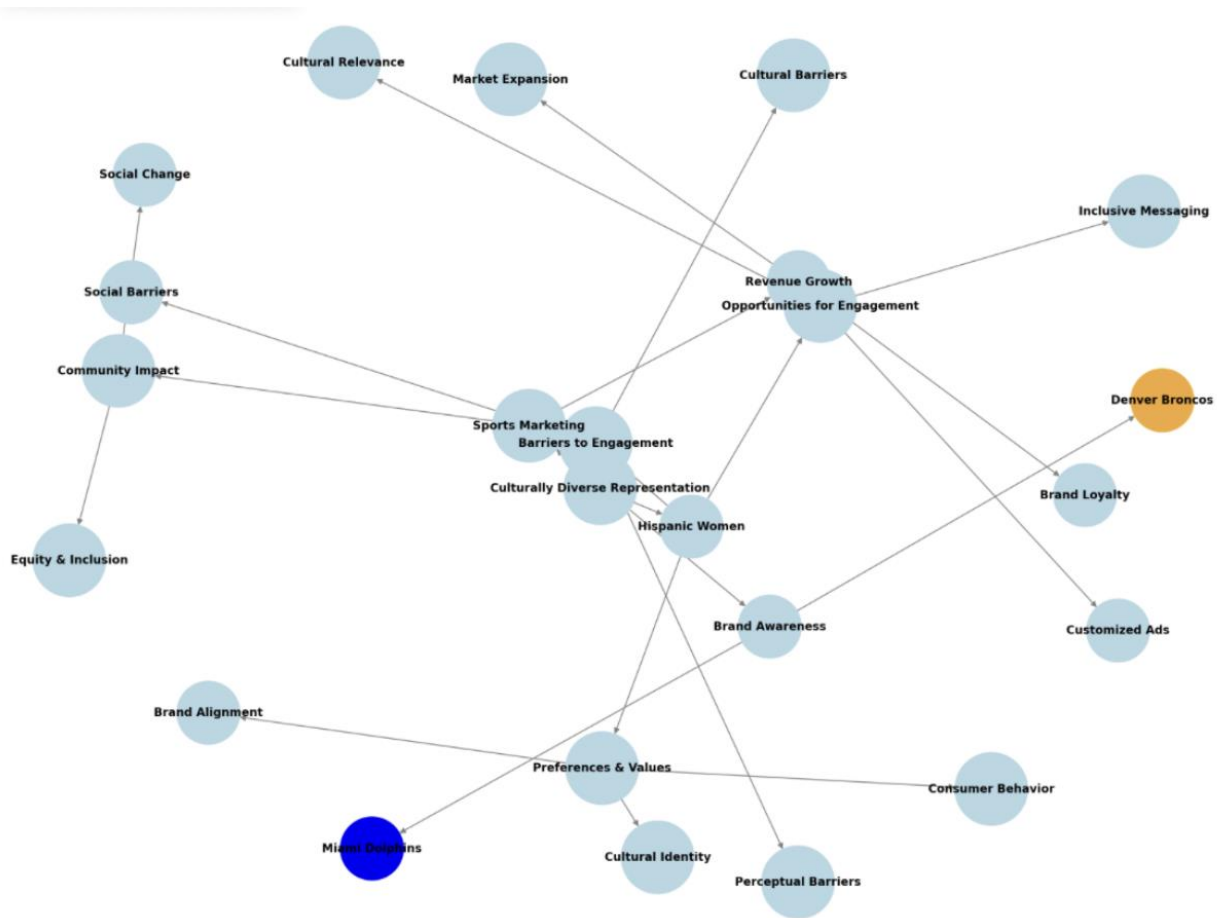 Cultural Relevance
Market Expansion
Cultural Barriers
Social Change
Inclusive Messaging
Social Barriers
Revenue Growth
Opportunities for Engagement
Community Impact
Denver Broncos
Sports Marketing
Barriers to Engagement
Culturally Diverse Representation
Brand Loyalty
Hispanic Women
Equity & Inclusion
Brand Awareness
Customized Ads
Brand Alignment
Preferences & Values
Consumer Behavior
Miami Dolphins
Cultural Identity
Perceptual Barriers